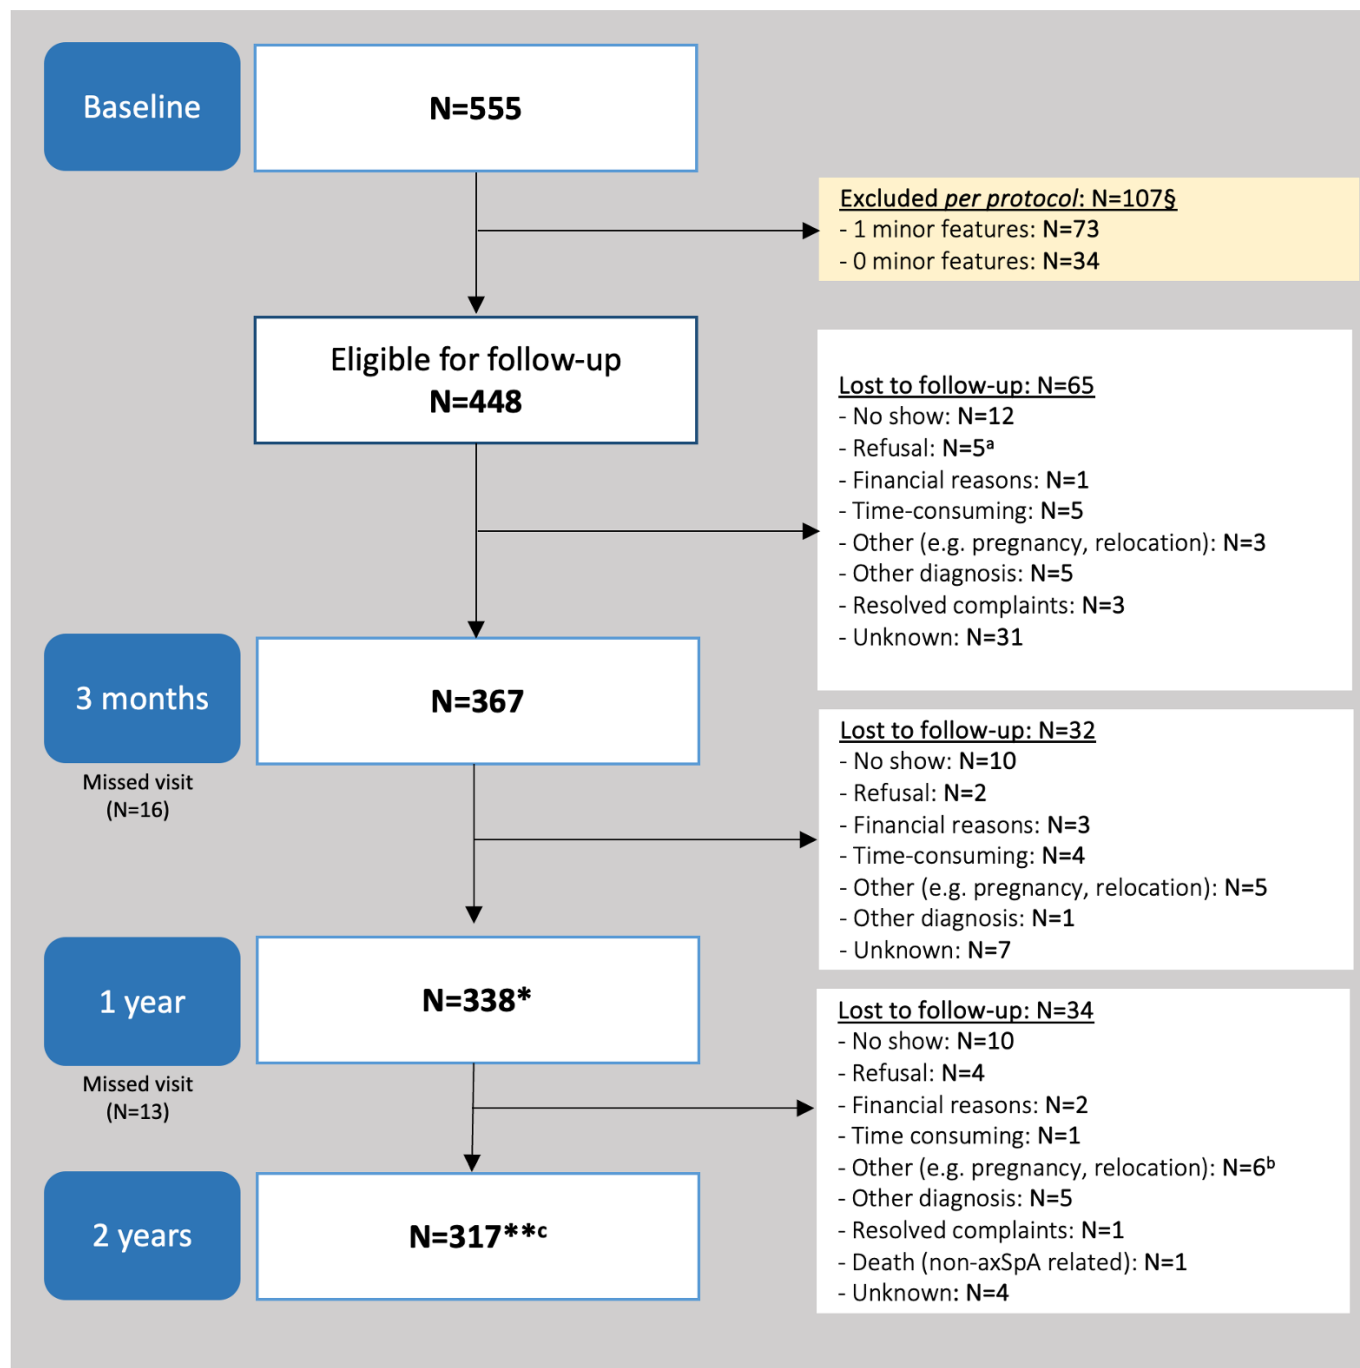 Baseline
N=555
Excluded per protocol: N=107§
- 1 minor features: N=73
- 0 minor features: N=34
Eligible for follow-up
N=448
Lost to follow-up: N=65
- No show: N=12
- Refusal: N=5ᵃ
- Financial reasons: N=1
- Time-consuming: N=5
- Other (e.g. pregnancy, relocation): N=3
- Other diagnosis: N=5
- Resolved complaints: N=3
- Unknown: N=31
3 months
N=367
Missed visit
(N=16)
Lost to follow-up: N=32
- No show: N=10
- Refusal: N=2
- Financial reasons: N=3
- Time-consuming: N=4
- Other (e.g. pregnancy, relocation): N=5
- Other diagnosis: N=1
- Unknown: N=7
1 year
N=338*
Missed visit
(N=13)
Lost to follow-up: N=34
- No show: N=10
- Refusal: N=4
- Financial reasons: N=2
- Time consuming: N=1
- Other (e.g. pregnancy, relocation): N=6ᵇ
- Other diagnosis: N=5
- Resolved complaints: N=1
- Death (non-axSpA related): N=1
- Unknown: N=4
2 years
N=317**ᶜ